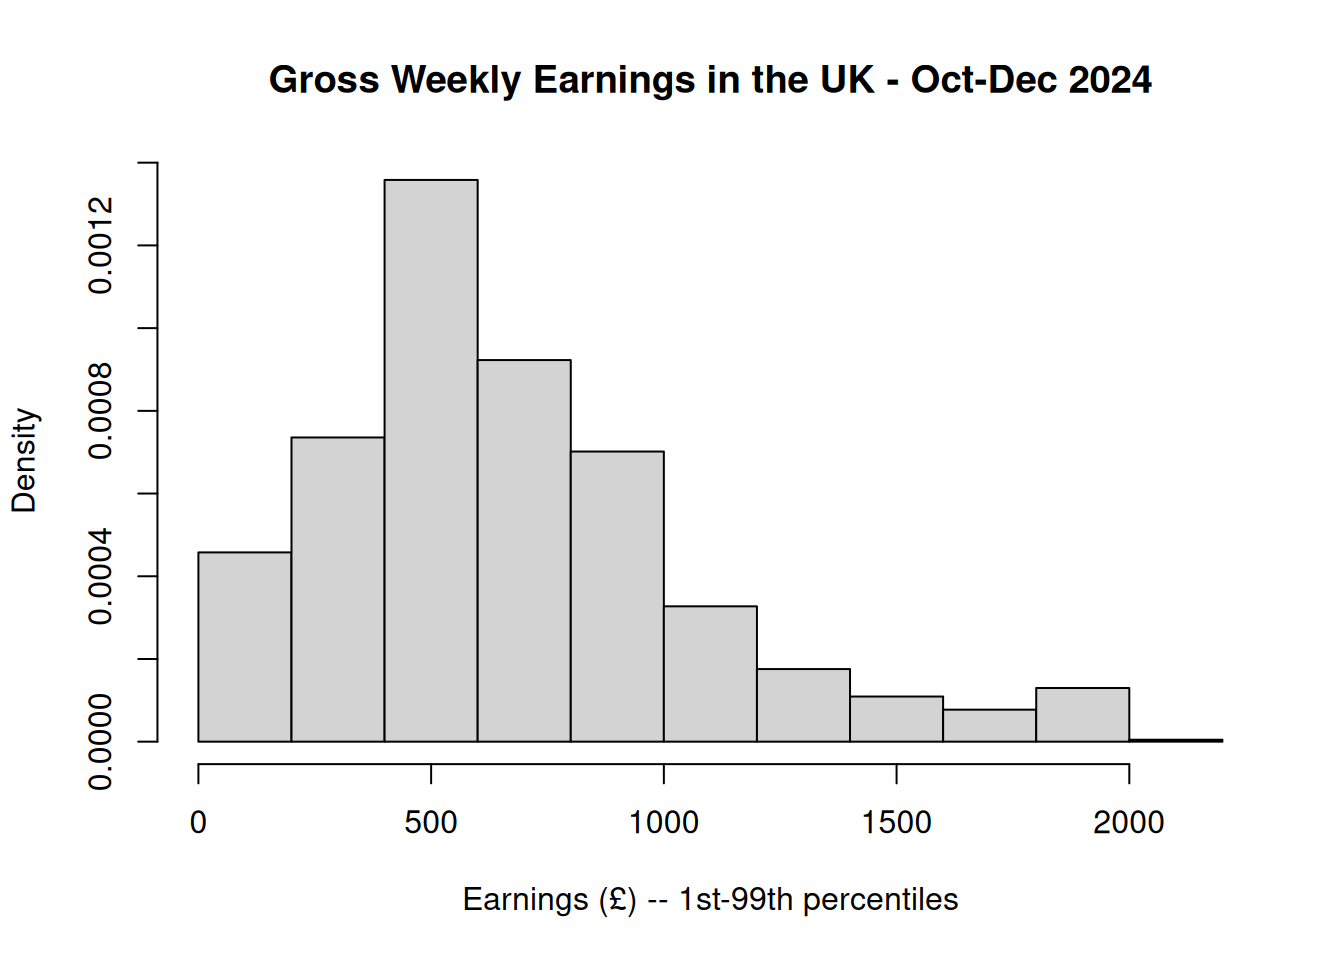 Gross Weekly Earnings in the UK - Oct-Dec 2024
Density
0.0012
0.0008
0.0004
0.0000
0 500 1000 1500 2000
Earnings (£) -- 1st-99th percentiles